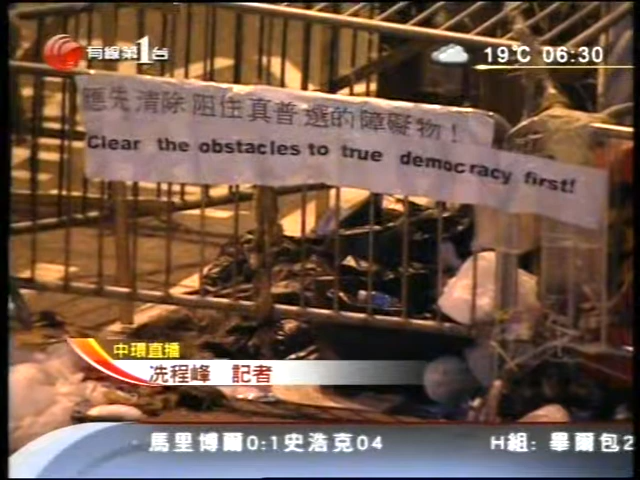 有線第1台
19°C 06:30
應先清除阻住真普選的障礙物！
Clear the obstacles to true democracy first!
中環直播
冼程峰 記者
馬里博爾0:1史浩克04 H組: 畢爾包2